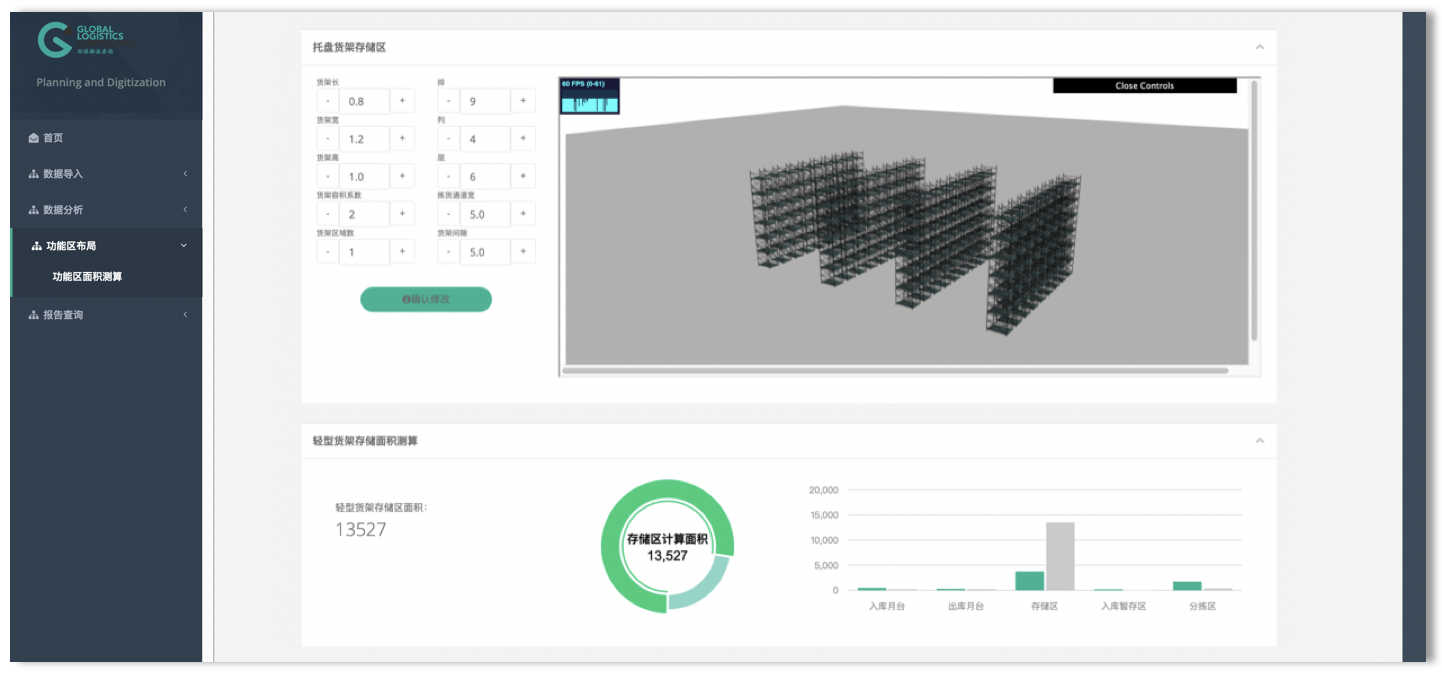 GLOBAL
LOGISTICS
环球物流咨询
Planning and Digitization
首页
数据导入
数据分析
功能区布局
功能区面积测算
报告查询
托盘货架存储区
货架长
排
- 0.8 +
- 9 +
货架宽
列
- 1.2 +
- 4 +
货架高
层
- 1.0 +
- 6 +
货架容积系数
拣货通道宽
- 2 +
- 5.0 +
货架区域数
货架间隙
- 1 +
- 5.0 +
确认修改
60 FPS (0-61)
Close Controls
轻型货架存储面积测算
轻型货架存储区面积:
13527
存储区计算面积
13,527
20,000
15,000
10,000
5,000
0
入库月台
出库月台
存储区
入库暂存区
分拣区